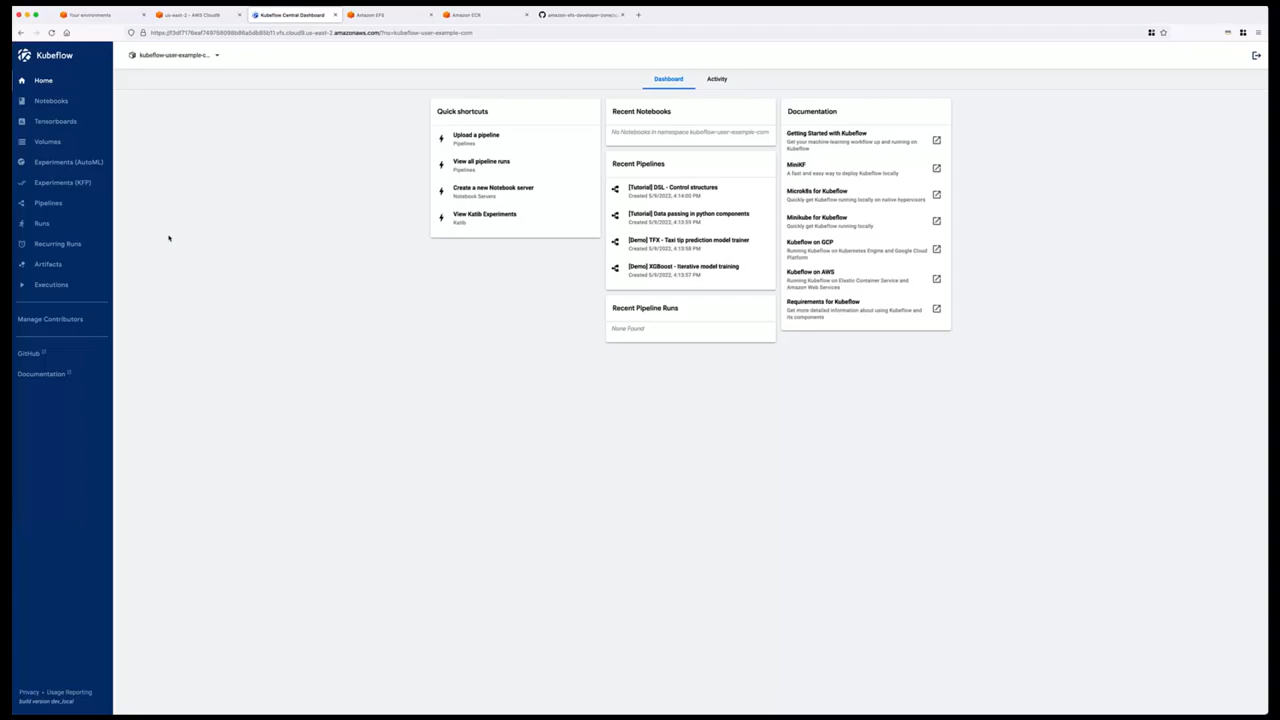 Your environments
us-east-2 - AWS Cloud9
Kubeflow Central Dashboard
Amazon EFS
Amazon ECR
amazon-efs-developer-zone/
kubeflow-user-example-c...
Kubeflow
Home
Notebooks
Tensorboards
Volumes
Experiments (AutoML)
Experiments (KFP)
Pipelines
Runs
Recurring Runs
Artifacts
Executions
Manage Contributors
GitHub
Documentation
Privacy • Usage Reporting
build version dev_local
Dashboard
Activity
Quick shortcuts
Upload a pipeline
Pipelines
View all pipeline runs
Pipelines
Create a new Notebook server
Notebook Servers
View Katib Experiments
Katib
Recent Notebooks
No Notebooks in namespace kubeflow-user-example-com
Recent Pipelines
[Tutorial] DSL - Control structures
Created 5/9/2022, 4:14:00 PM
[Tutorial] Data passing in python components
Created 5/9/2022, 4:13:59 PM
[Demo] TFX - Taxi tip prediction model trainer
Created 5/9/2022, 4:13:58 PM
[Demo] XGBoost - Iterative model training
Created 5/9/2022, 4:13:57 PM
Recent Pipeline Runs
None Found
Documentation
Getting Started with Kubeflow
Get your machine-learning workflow up and running on
Kubeflow
MiniKF
A fast and easy way to deploy Kubeflow locally
Microk8s for Kubeflow
Quickly get Kubeflow running locally on native hypervisors
Minikube for Kubeflow
Quickly get Kubeflow running locally
Kubeflow on GCP
Running Kubeflow on Kubernetes Engine and Google Cloud
Platform
Kubeflow on AWS
Running Kubeflow on Elastic Container Service and
Amazon Web Services
Requirements for Kubeflow
Get more detailed information about using Kubeflow and
its components